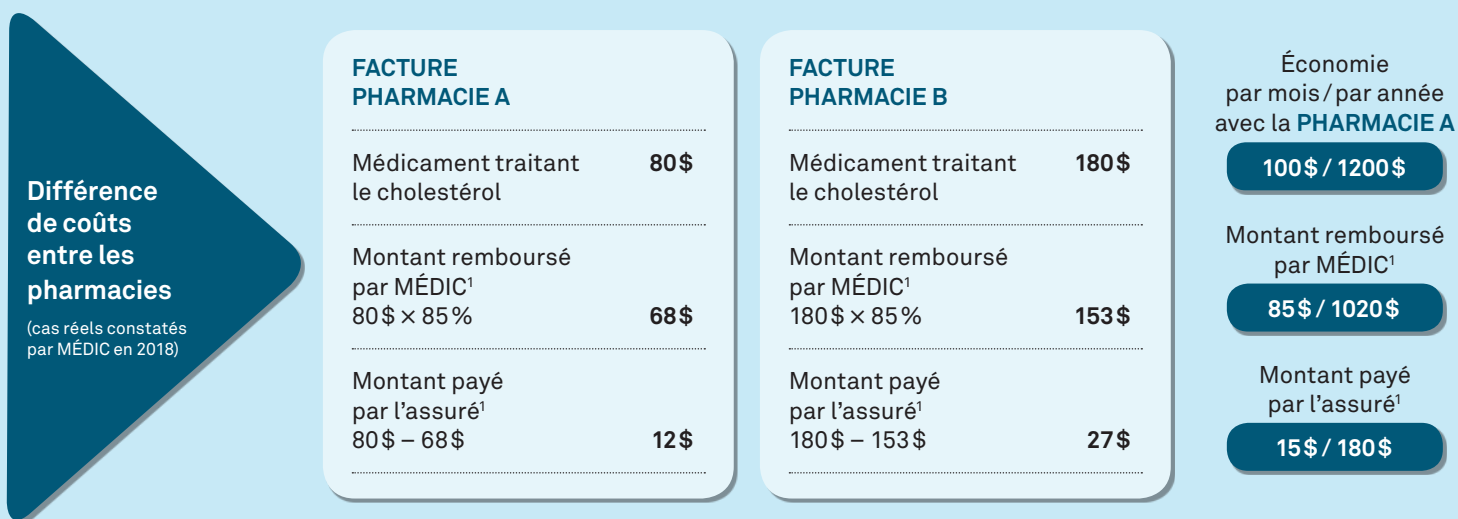 Différence
de coûts
entre les
pharmacies
(cas réels constatés
par MÉDIC en 2018)
FACTURE
PHARMACIE A
Médicament traitant 80 $
le cholestérol
Montant remboursé
par MÉDIC¹
80 $ × 85 % 68 $
Montant payé
par l’assuré¹
80 $ – 68 $ 12 $
FACTURE
PHARMACIE B
Médicament traitant 180 $
le cholestérol
Montant remboursé
par MÉDIC¹
180 $ × 85 % 153 $
Montant payé
par l’assuré¹
180 $ – 153 $ 27 $
Économie
par mois / par année
avec la PHARMACIE A
100 $ / 1200 $
Montant remboursé
par MÉDIC¹
85 $ / 1020 $
Montant payé
par l’assuré¹
15 $ / 180 $